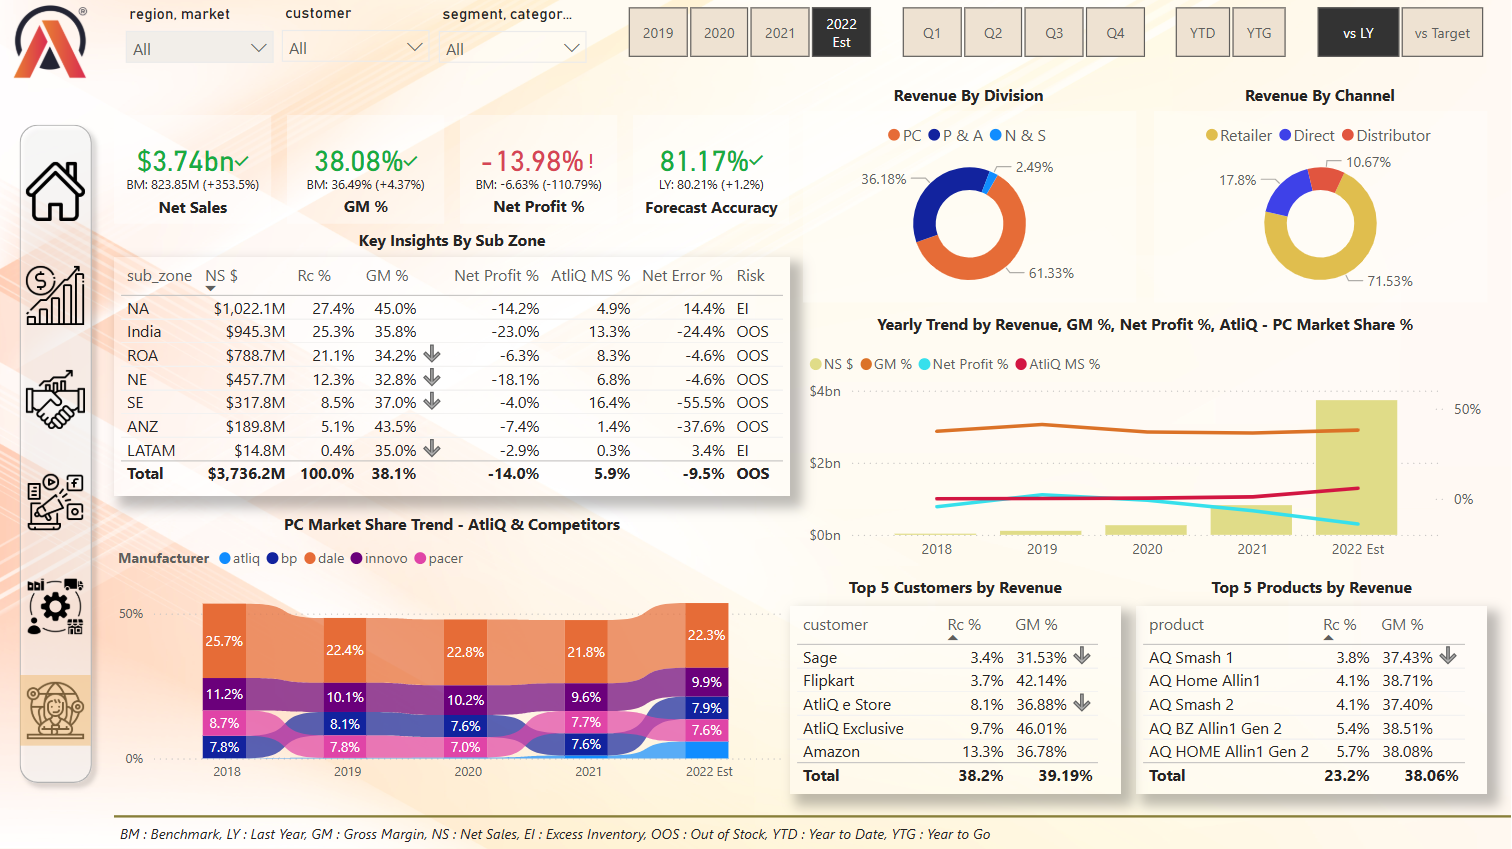 region, market
customer
segment, categor...
All
All
All
2019
2020
2021
2022 Est
Q1
Q2
Q3
Q4
YTD
YTG
vs LY
vs Target
$3.74bn
BM: 823.85M (+353.5%)
Net Sales
38.08%
BM: 36.49% (+4.37%)
GM %
-13.98% !
BM: -6.63% (-110.79%)
Net Profit %
81.17%
LY: 80.21% (+1.2%)
Forecast Accuracy
Revenue By Division
PC P & A N & S
2.49%
36.18%
61.33%
Revenue By Channel
Retailer Direct Distributor
10.67%
17.8%
71.53%
Key Insights By Sub Zone
sub_zone NS $ Rc % GM % Net Profit % AtliQ MS % Net Error % Risk
NA $1,022.1M 27.4% 45.0% -14.2% 4.9% 14.4% EI
India $945.3M 25.3% 35.8% -23.0% 13.3% -24.4% OOS
ROA $788.7M 21.1% 34.2% -6.3% 8.3% -4.6% OOS
NE $457.7M 12.3% 32.8% -18.1% 6.8% -4.6% OOS
SE $317.8M 8.5% 37.0% -4.0% 16.4% -55.5% OOS
ANZ $189.8M 5.1% 43.5% -7.4% 1.4% -37.6% OOS
LATAM $14.8M 0.4% 35.0% -2.9% 0.3% 3.4% EI
Total $3,736.2M 100.0% 38.1% -14.0% 5.9% -9.5% OOS
Yearly Trend by Revenue, GM %, Net Profit %, AtliQ - PC Market Share %
NS $ GM % Net Profit % AtliQ MS %
$4bn
50%
$2bn
0%
$0bn
2018 2019 2020 2021 2022 Est
PC Market Share Trend - AtliQ & Competitors
Manufacturer atliq bp dale innovo pacer
50%
25.7% 22.4% 22.8% 21.8% 22.3%
11.2% 10.1% 10.2% 9.6% 9.9%
8.7% 8.1% 7.6% 7.7% 7.9%
7.8% 7.8% 7.0% 7.6% 7.6%
0%
2018 2019 2020 2021 2022 Est
Top 5 Customers by Revenue
customer Rc % GM %
Sage 3.4% 31.53%
Flipkart 3.7% 42.14%
AtliQ e Store 8.1% 36.88%
AtliQ Exclusive 9.7% 46.01%
Amazon 13.3% 36.78%
Total 38.2% 39.19%
Top 5 Products by Revenue
product Rc % GM %
AQ Smash 1 3.8% 37.43%
AQ Home Allin1 4.1% 38.71%
AQ Smash 2 4.1% 37.40%
AQ BZ Allin1 Gen 2 5.4% 38.51%
AQ HOME Allin1 Gen 2 5.7% 38.08%
Total 23.2% 38.06%
BM : Benchmark, LY : Last Year, GM : Gross Margin, NS : Net Sales, EI : Excess Inventory, OOS : Out of Stock, YTD : Year to Date, YTG : Year to Go